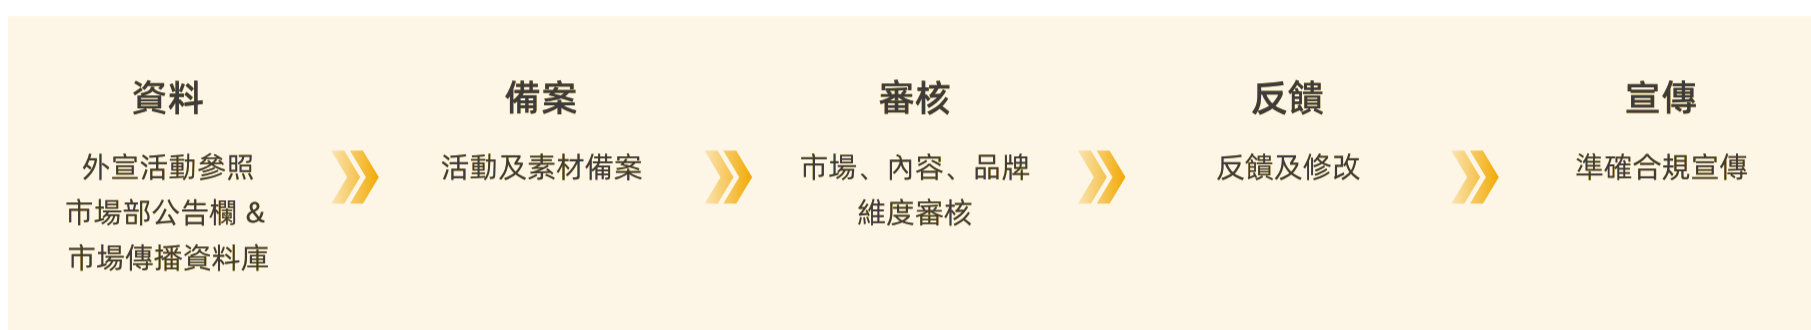 資料
外宣活動參照
市場部公告欄 &
市場傳播資料庫
備案
活動及素材備案
審核
市場、內容、品牌
維度審核
反饋
反饋及修改
宣傳
準確合規宣傳